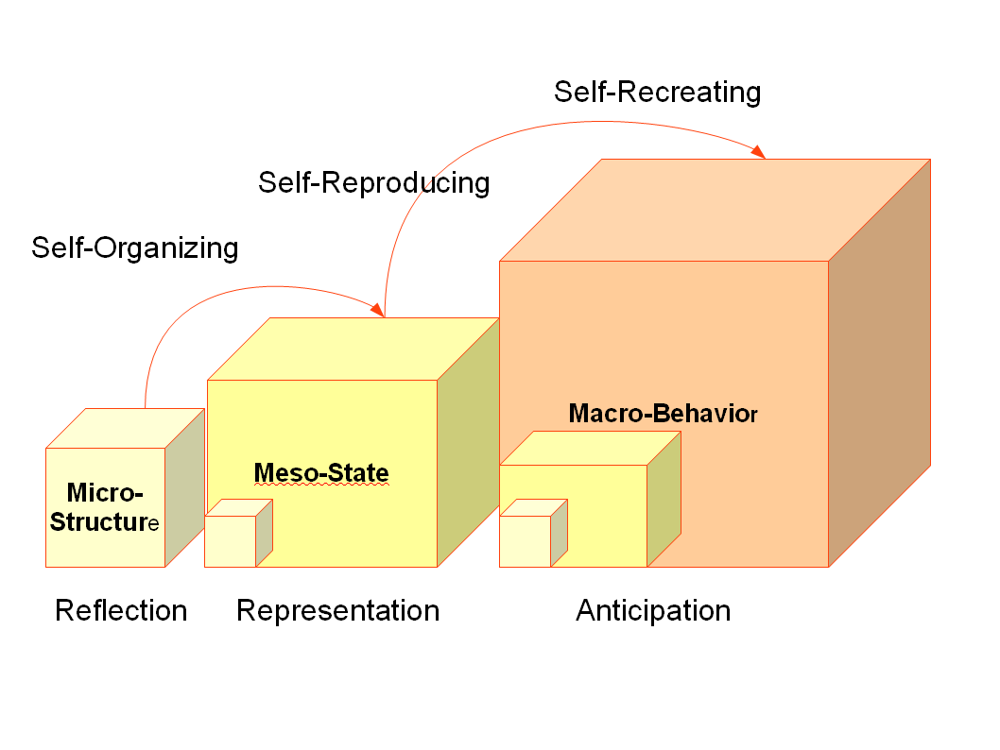 Self-Recreating
Self-Reproducing
Self-Organizing
Macro-Behavior
Meso-State
Micro-
Structure
Reflection
Representation
Anticipation